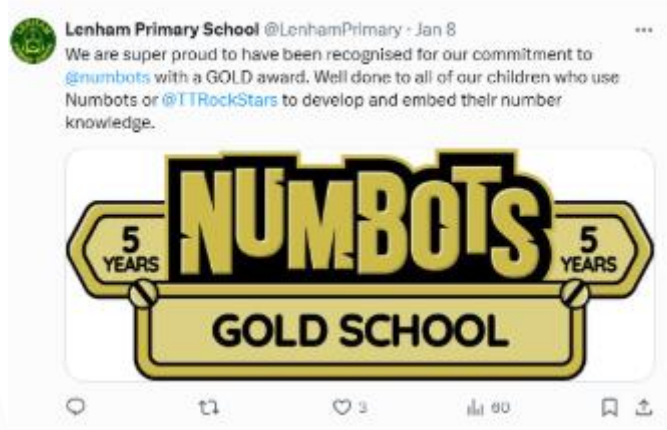 Lenham Primary School @LenhamPrimary · Jan 8
We are super proud to have been recognised for our commitment to
@numbots with a GOLD award. Well done to all of our children who use
Numbots or @TTRockStars to develop and embed their number
knowledge.
NUMBOTS
5 YEARS
5 YEARS
GOLD SCHOOL
3
60